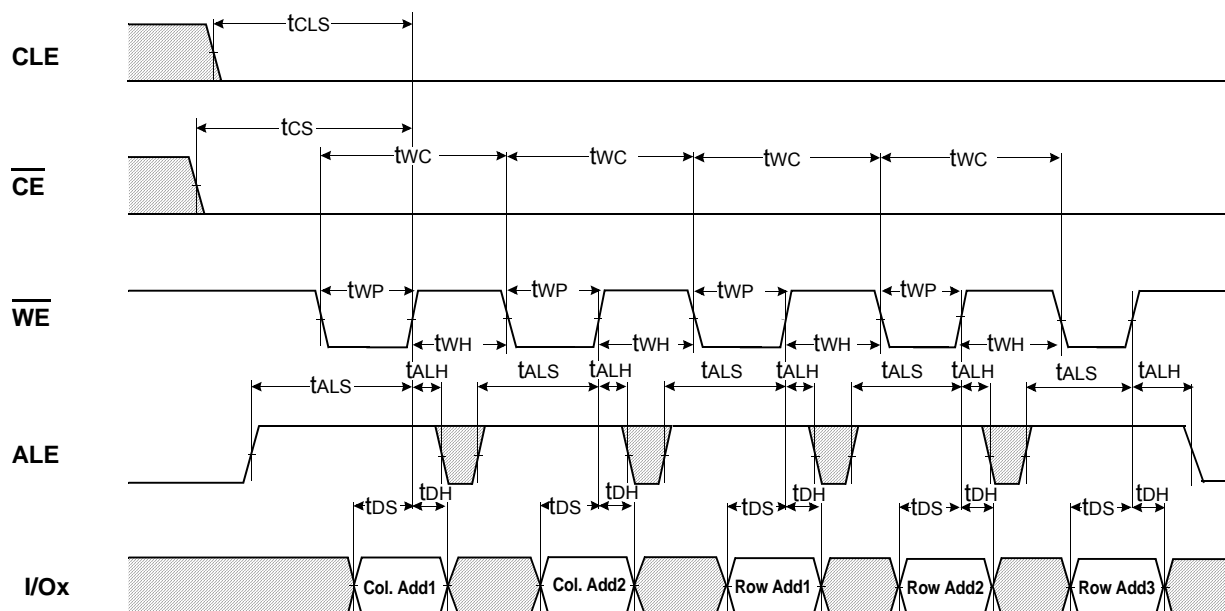 tCLS
CLE
tCS
tWC tWC tWC tWC
CE
tWP tWP tWP tWP
WE
tWH tWH tWH tWH
tALS tALH tALS tALH tALS tALH tALS tALH tALS tALH
ALE
tDS tDH tDS tDH tDS tDH tDS tDH tDS tDH
I/Ox Col. Add1 Col. Add2 Row Add1 Row Add2 Row Add3